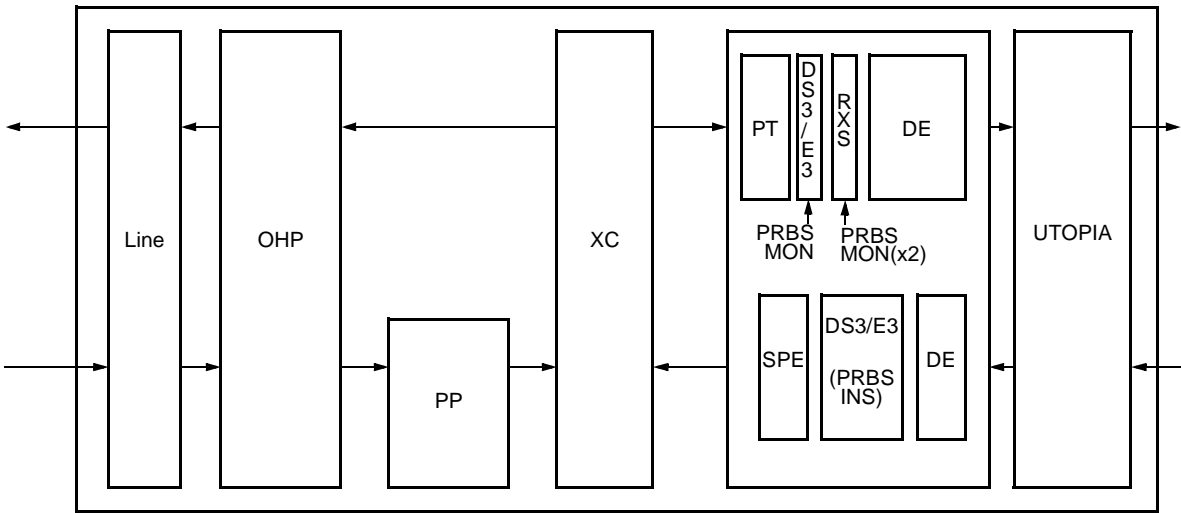 Line
OHP
PP
XC
PT
DS3/E3
RXS
DE
PRBS
MON
PRBS
MON(x2)
SPE
DS3/E3
(PRBS
INS)
DE
UTOPIA